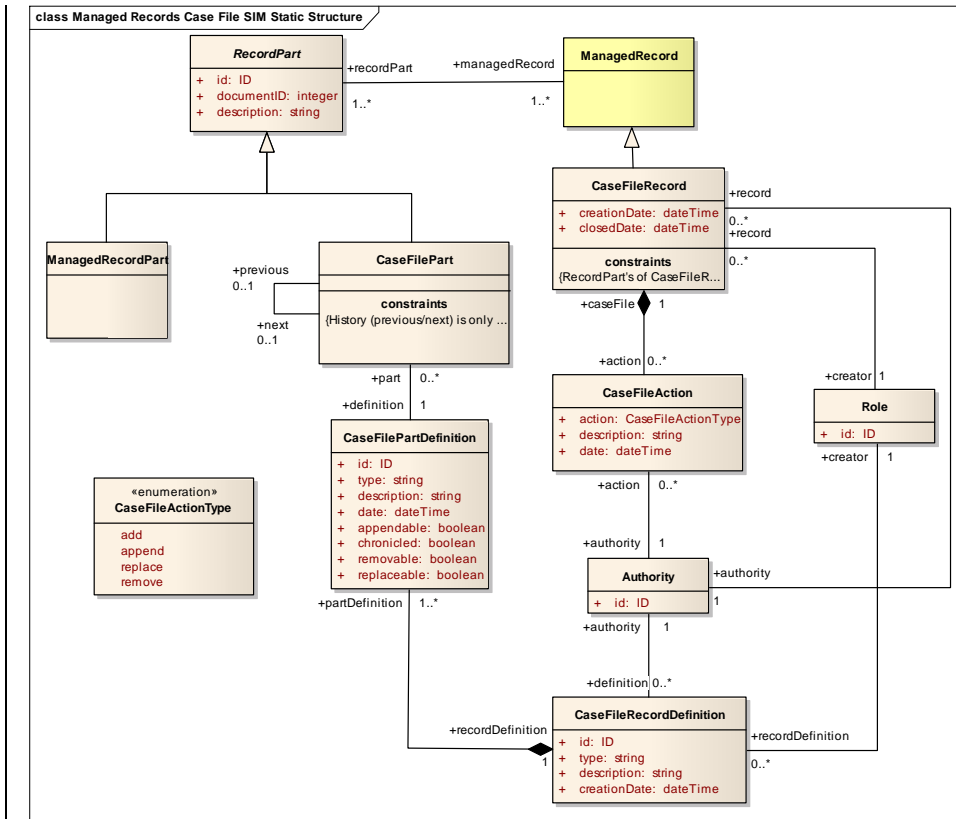 class Managed Records Case File SIM Static Structure
RecordPart
+ id: ID
+ documentID: integer
+ description: string
+recordPart
1..*
+managedRecord
1..*
ManagedRecord
CaseFileRecord
+ creationDate: dateTime
+ closedDate: dateTime
constraints
{RecordPart's of CaseFileR...
+record
0..*
+record
0..*
ManagedRecordPart
CaseFilePart
constraints
{History (previous/next) is only ...
+previous
0..1
+next
0..1
+caseFile 1
+action 0..*
+part 0..*
+definition 1
CaseFileAction
+ action: CaseFileActionType
+ description: string
+ date: dateTime
+creator 1
Role
+ id: ID
+creator 1
CaseFilePartDefinition
+ id: ID
+ type: string
+ description: string
+ date: dateTime
+ appendable: boolean
+ chronicled: boolean
+ removable: boolean
+ replaceable: boolean
«enumeration»
CaseFileActionType
add
append
replace
remove
+action 0..*
+authority 1
Authority
+ id: ID
+authority
1
+partDefinition 1..*
+authority 1
+definition 0..*
+recordDefinition
1
CaseFileRecordDefinition
+ id: ID
+ type: string
+ description: string
+ creationDate: dateTime
+recordDefinition
0..*